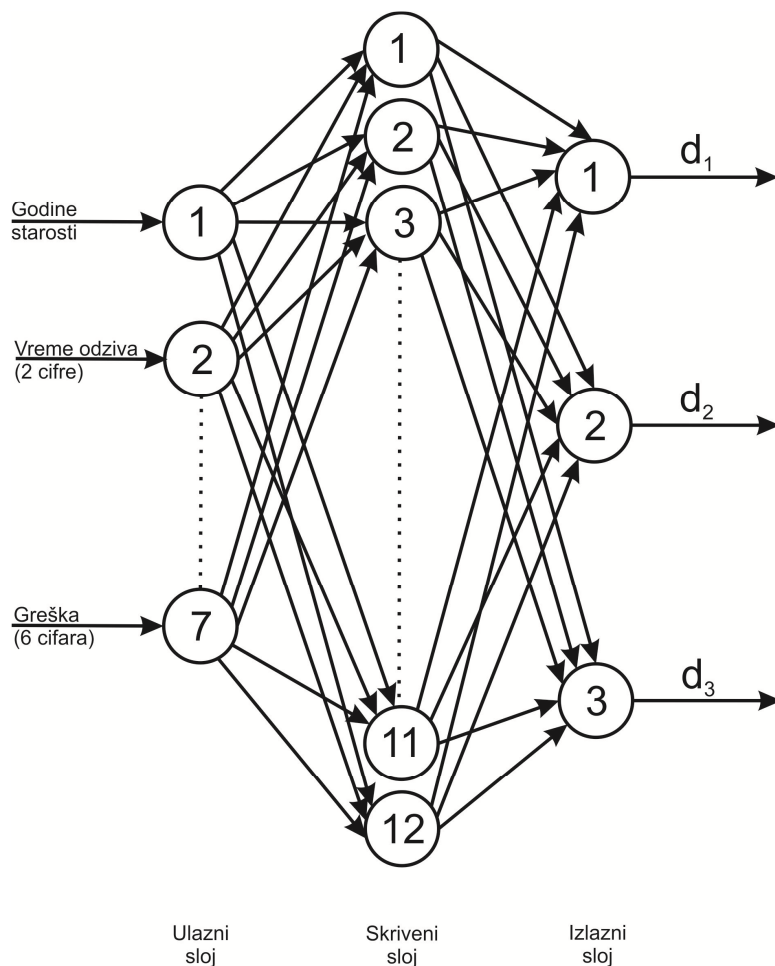 1
2
3
1
d1
Godine
starosti
1
Vreme odziva
(2 cifre)
2
2
d2
Greška
(6 cifara)
7
3
d3
11
12
Ulazni
sloj
Skriveni
sloj
Izlazni
sloj